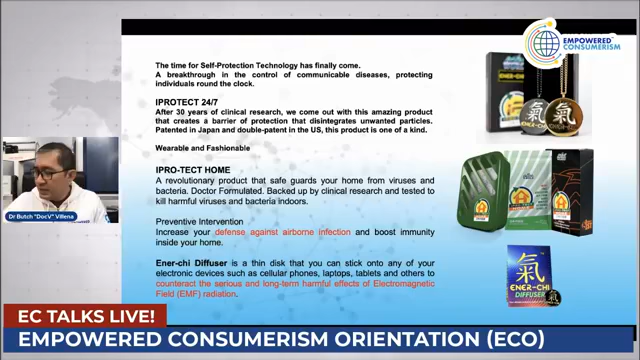 EMPOWERED
CONSUMERISM
The time for Self-Protection Technology has finally come.
A breakthrough in the control of communicable diseases, protecting
individuals round the clock.
IPROTECT 24/7
After 30 years of clinical research, we come out with this amazing product
that creates a barrier of protection that disintegrates unwanted particles.
Patented in Japan and double-patent in the US, this product is one of a kind.
Wearable and Fashionable
IPRO-TECT HOME
A revolutionary product that safe guards your home from viruses and
bacteria. Doctor Formulated. Backed up by clinical research and tested to
kill harmful viruses and bacteria indoors.
Preventive Intervention
Increase your defense against airborne infection and boost immunity
inside your home.
Ener-chi Diffuser is a thin disk that you can stick onto any of your
electronic devices such as cellular phones, laptops, tablets and others to
counteract the serious and long-term harmful effects of Electromagnetic
Field (EMF) radiation.
ENER-CHI
氣
氣
氣
ENER-CHI
DIFFUSER
Dr Butch "DocV" Villena
EC TALKS LIVE!
EMPOWERED CONSUMERISM ORIENTATION (ECO)